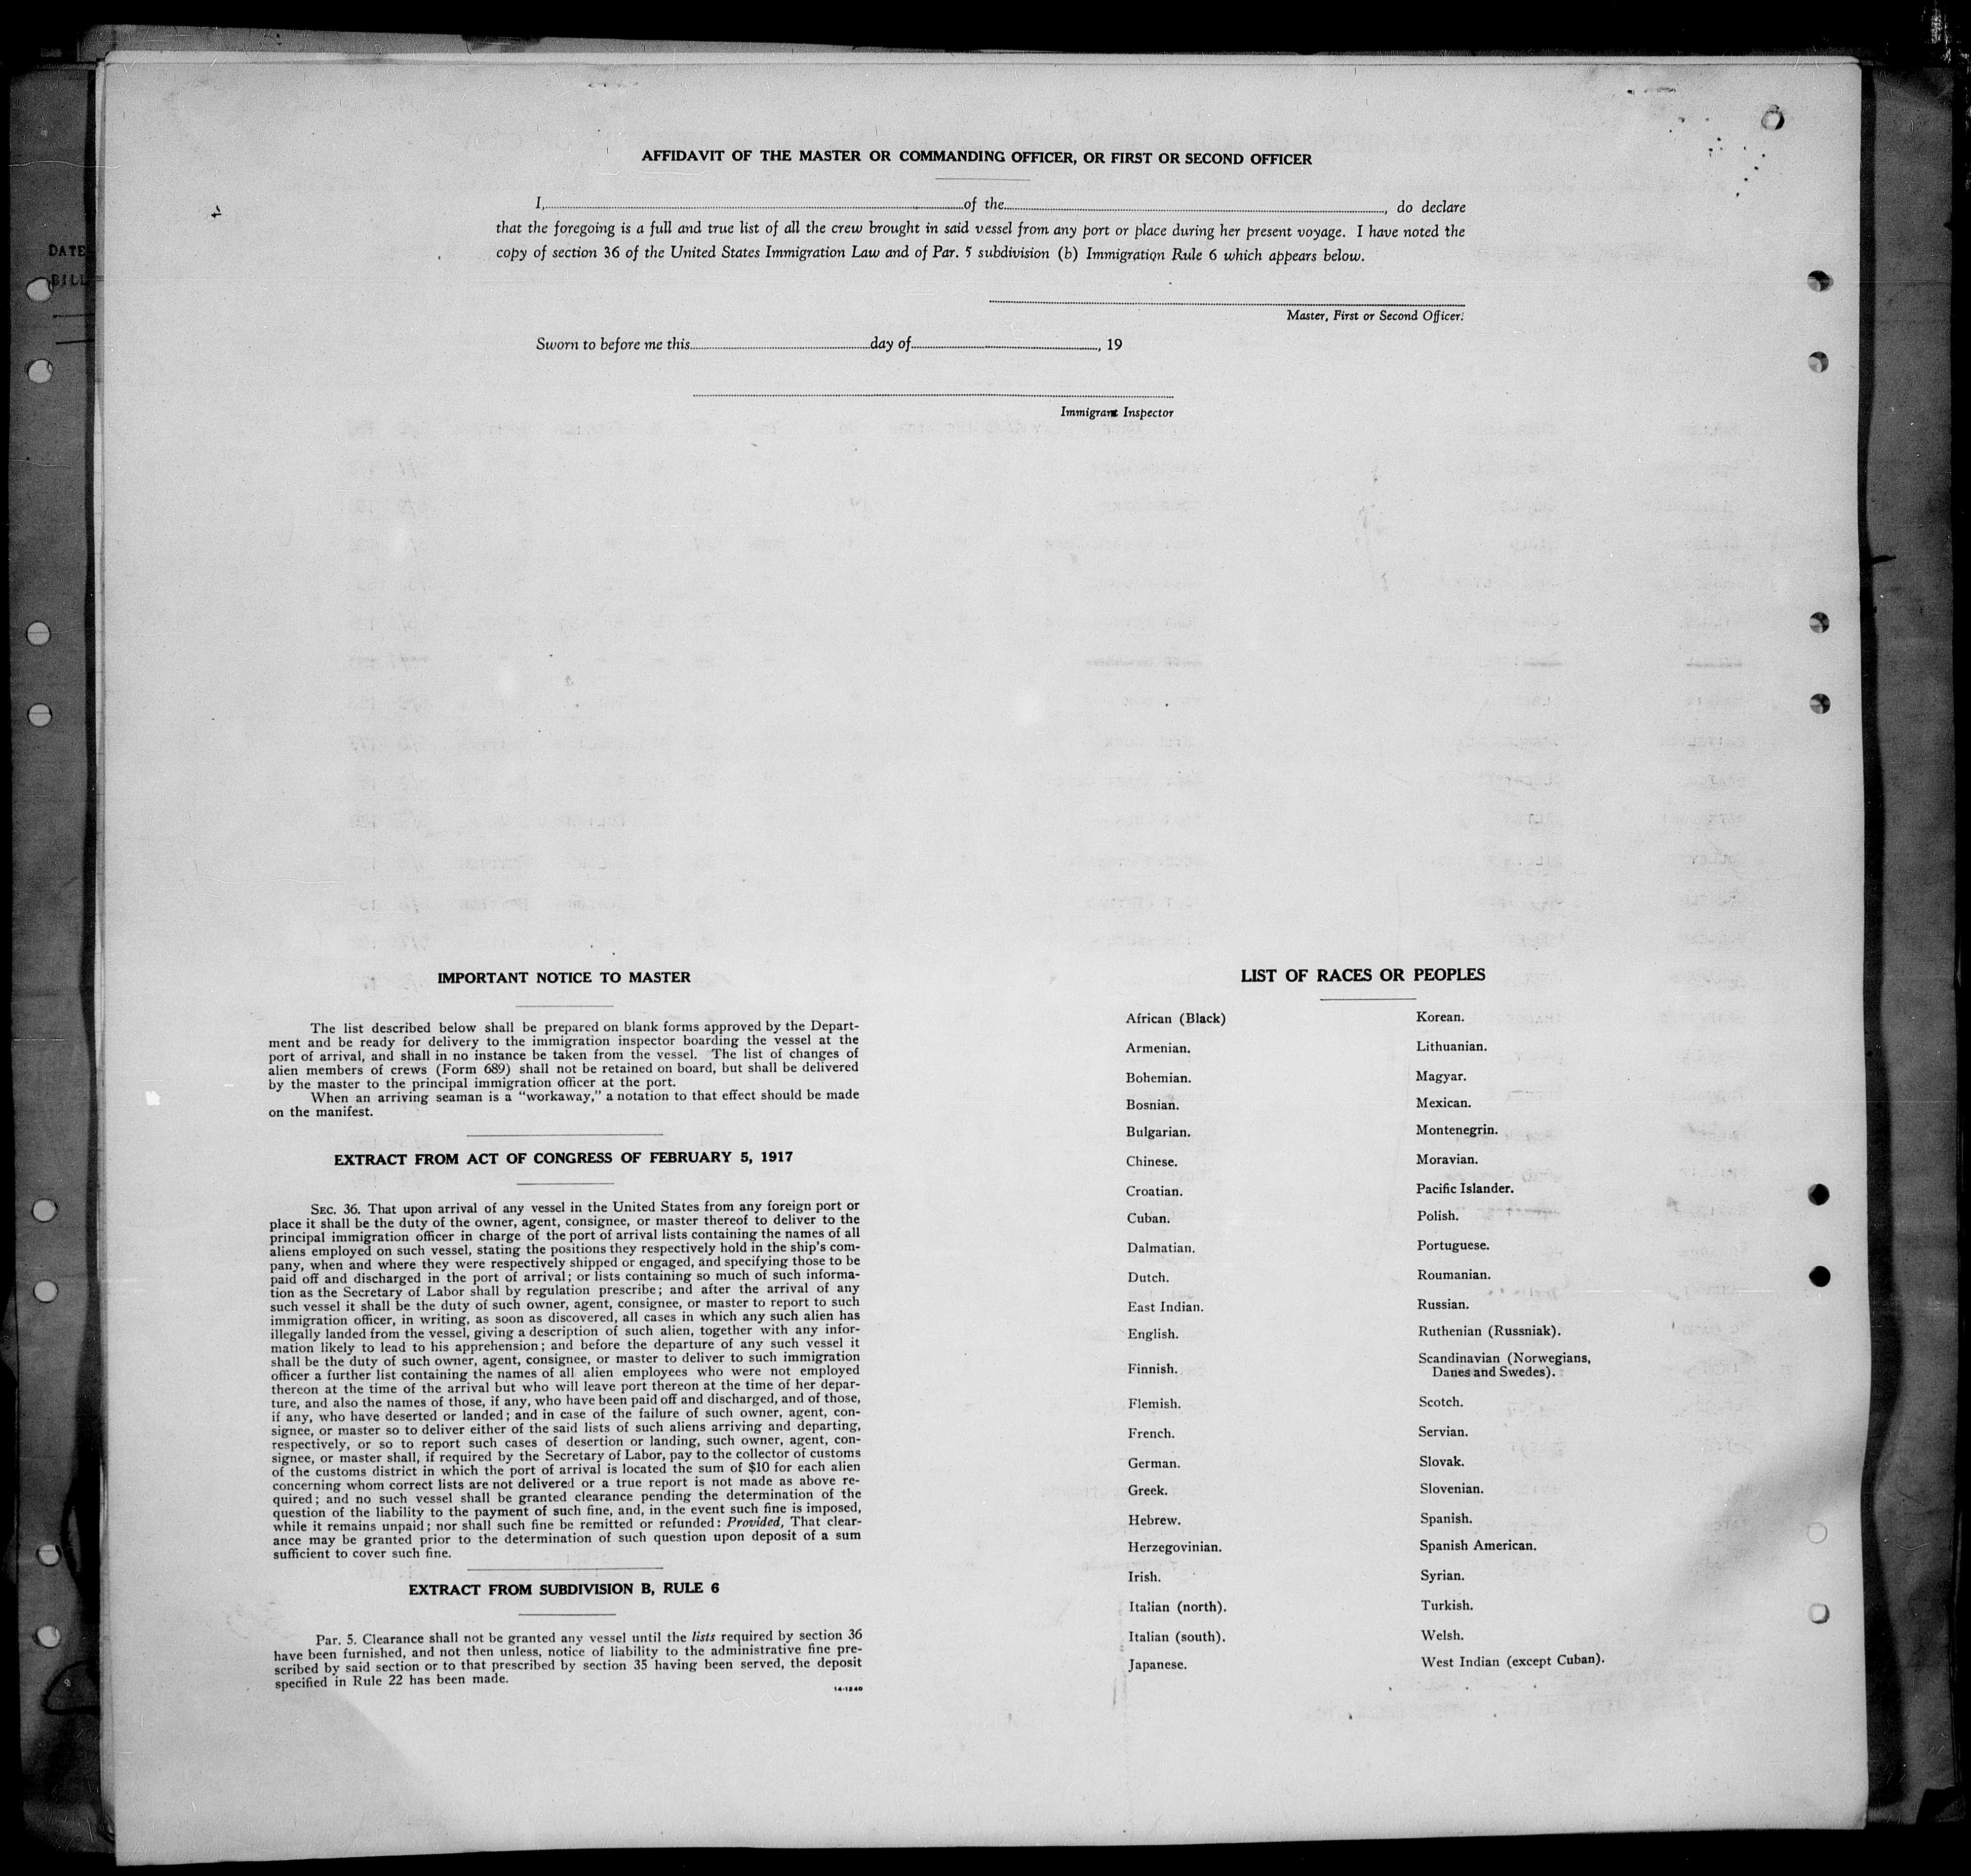 AFFIDAVIT OF THE MASTER OR COMMANDING OFFICER, OR FIRST OR SECOND OFFICER
I, of the , do declare
that the foregoing is a full and true list of all the crew brought in said vessel from any port or place during her present voyage. I have noted the
copy of section 36 of the United States Immigration Law and of Par. 5 subdivision (b) Immigration Rule 6 which appears below.
Master, First or Second Officer.
Sworn to before me this day of , 19
Immigrant Inspector
DATE
BILL
IMPORTANT NOTICE TO MASTER
The list described below shall be prepared on blank forms approved by the Depart-
ment and be ready for delivery to the immigration inspector boarding the vessel at the
port of arrival, and shall in no instance be taken from the vessel. The list of changes of
alien members of crews (Form 689) shall not be retained on board, but shall be delivered
by the master to the principal immigration officer at the port.
When an arriving seaman is a "workaway," a notation to that effect should be made
on the manifest.
EXTRACT FROM ACT OF CONGRESS OF FEBRUARY 5, 1917
SEC. 36. That upon arrival of any vessel in the United States from any foreign port or
place it shall be the duty of the owner, agent, consignee, or master thereof to deliver to the
principal immigration officer in charge of the port of arrival lists containing the names of all
aliens employed on such vessel, stating the positions they respectively hold in the ship's com-
pany, when and where they were respectively shipped or engaged, and specifying those to be
paid off and discharged in the port of arrival; or lists containing so much of such informa-
tion as the Secretary of Labor shall by regulation prescribe; and after the arrival of any
such vessel it shall be the duty of such owner, agent, consignee, or master to report to such
immigration officer, in writing, as soon as discovered, all cases in which any such alien has
illegally landed from the vessel, giving a description of such alien, together with any infor-
mation likely to lead to his apprehension; and before the departure of any such vessel it
shall be the duty of such owner, agent, consignee, or master to deliver to such immigration
officer a further list containing the names of all alien employees who were not employed
thereon at the time of the arrival but who will leave port thereon at the time of her depar-
ture, and also the names of those, if any, who have been paid off and discharged, and of those,
if any, who have deserted or landed; and in case of the failure of such owner, agent, con-
signee, or master so to deliver either of the said lists of such aliens arriving and departing,
respectively, or so to report such cases of desertion or landing, such owner, agent, con-
signee, or master shall, if required by the Secretary of Labor, pay to the collector of customs
of the customs district in which the port of arrival is located the sum of $10 for each alien
concerning whom correct lists are not delivered or a true report is not made as above re-
quired; and no such vessel shall be granted clearance pending the determination of the
question of the liability to the payment of such fine, and, in the event such fine is imposed,
while it remains unpaid; nor shall such fine be remitted or refunded: Provided, That clear-
ance may be granted prior to the determination of such question upon deposit of a sum
sufficient to cover such fine.
EXTRACT FROM SUBDIVISION B, RULE 6
Par. 5. Clearance shall not be granted any vessel until the lists required by section 36
have been furnished, and not then unless, notice of liability to the administrative fine pre-
scribed by said section or to that prescribed by section 35 having been served, the deposit
specified in Rule 22 has been made.
14-1240
LIST OF RACES OR PEOPLES
African (Black)
Armenian.
Bohemian.
Bosnian.
Bulgarian.
Chinese.
Croatian.
Cuban.
Dalmatian.
Dutch.
East Indian.
English.
Finnish.
Flemish.
French.
German.
Greek.
Hebrew.
Herzegovinian.
Irish.
Italian (north).
Italian (south).
Japanese.
Korean.
Lithuanian.
Magyar.
Mexican.
Montenegrin.
Moravian.
Pacific Islander.
Polish.
Portuguese.
Roumanian.
Russian.
Ruthenian (Russniak).
Scandinavian (Norwegians,
Danes and Swedes).
Scotch.
Servian.
Slovak.
Slovenian.
Spanish.
Spanish American.
Syrian.
Turkish.
Welsh.
West Indian (except Cuban).